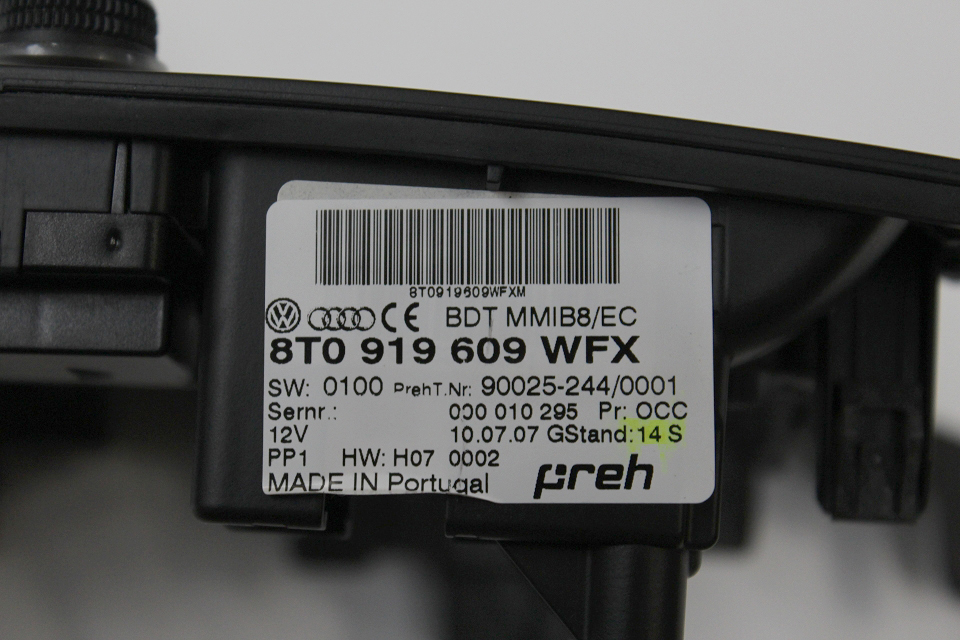 8T0919609WFXM
CE BDT MMIB8/EC
8T0 919 609 WFX
SW: 0100 PrehT.Nr: 90025-244/0001
Sernr.: 000 010 295 Pr: OCC
12V 10.07.07 GStand: 14 S
PP1 HW: H07 0002
MADE IN Portugal preh